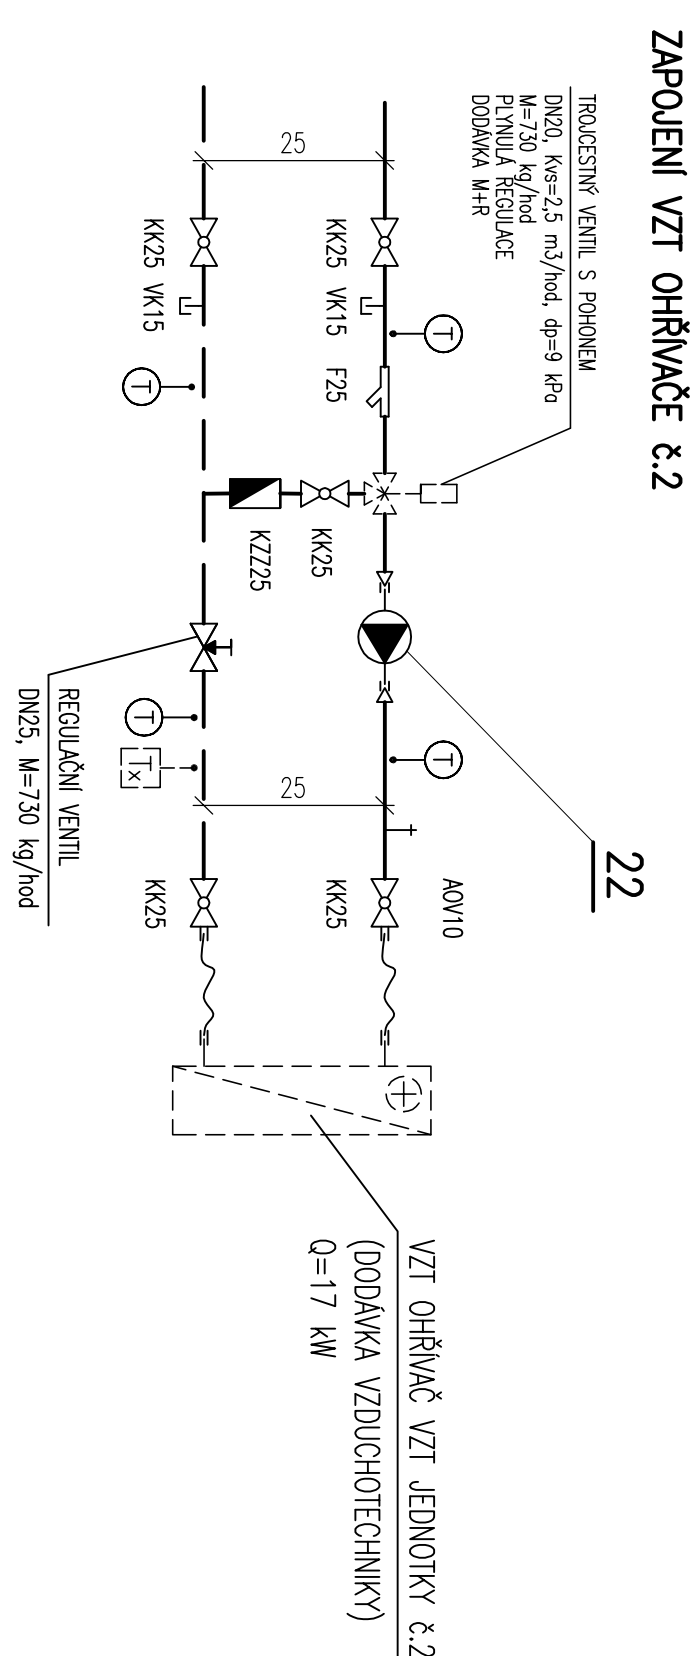 ZAPOJENÍ VZT OHŘÍVAČE č.2
TROJCESTNÝ VENTIL S POHONEM
DN20, Kvs=2,5 m3/hod, dp=9 kPa
M=730 kg/hod
PLYNULÁ REGULACE
DODÁVKA M+R
22
T
T
AOV10
25
KK25
VK15
F25
25
KK25
KK25
KZZ25
KK25
VK15
T
T
Tx
KK25
REGULAČNÍ VENTIL
DN25, M=730 kg/hod
VZT OHŘÍVAČ VZT JEDNOTKY č.2
(DODÁVKA VZDUCHOTECHNIKY)
Q=17 kW